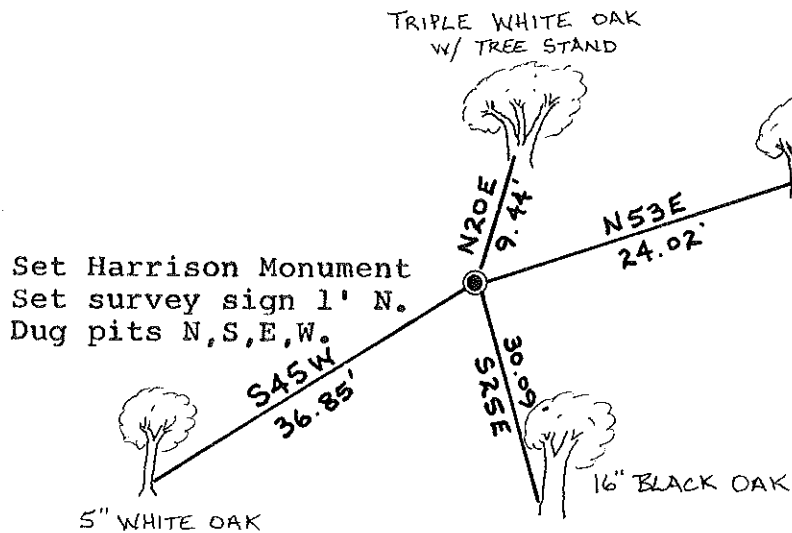 TRIPLE WHITE OAK
W/ TREE STAND
N20E
9.44'
N53E
24.02'
Set Harrison Monument
Set survey sign 1' N.
Dug pits N,S,E,W.
S45W
36.85'
30.09'
S25E
16" BLACK OAK
5" WHITE OAK